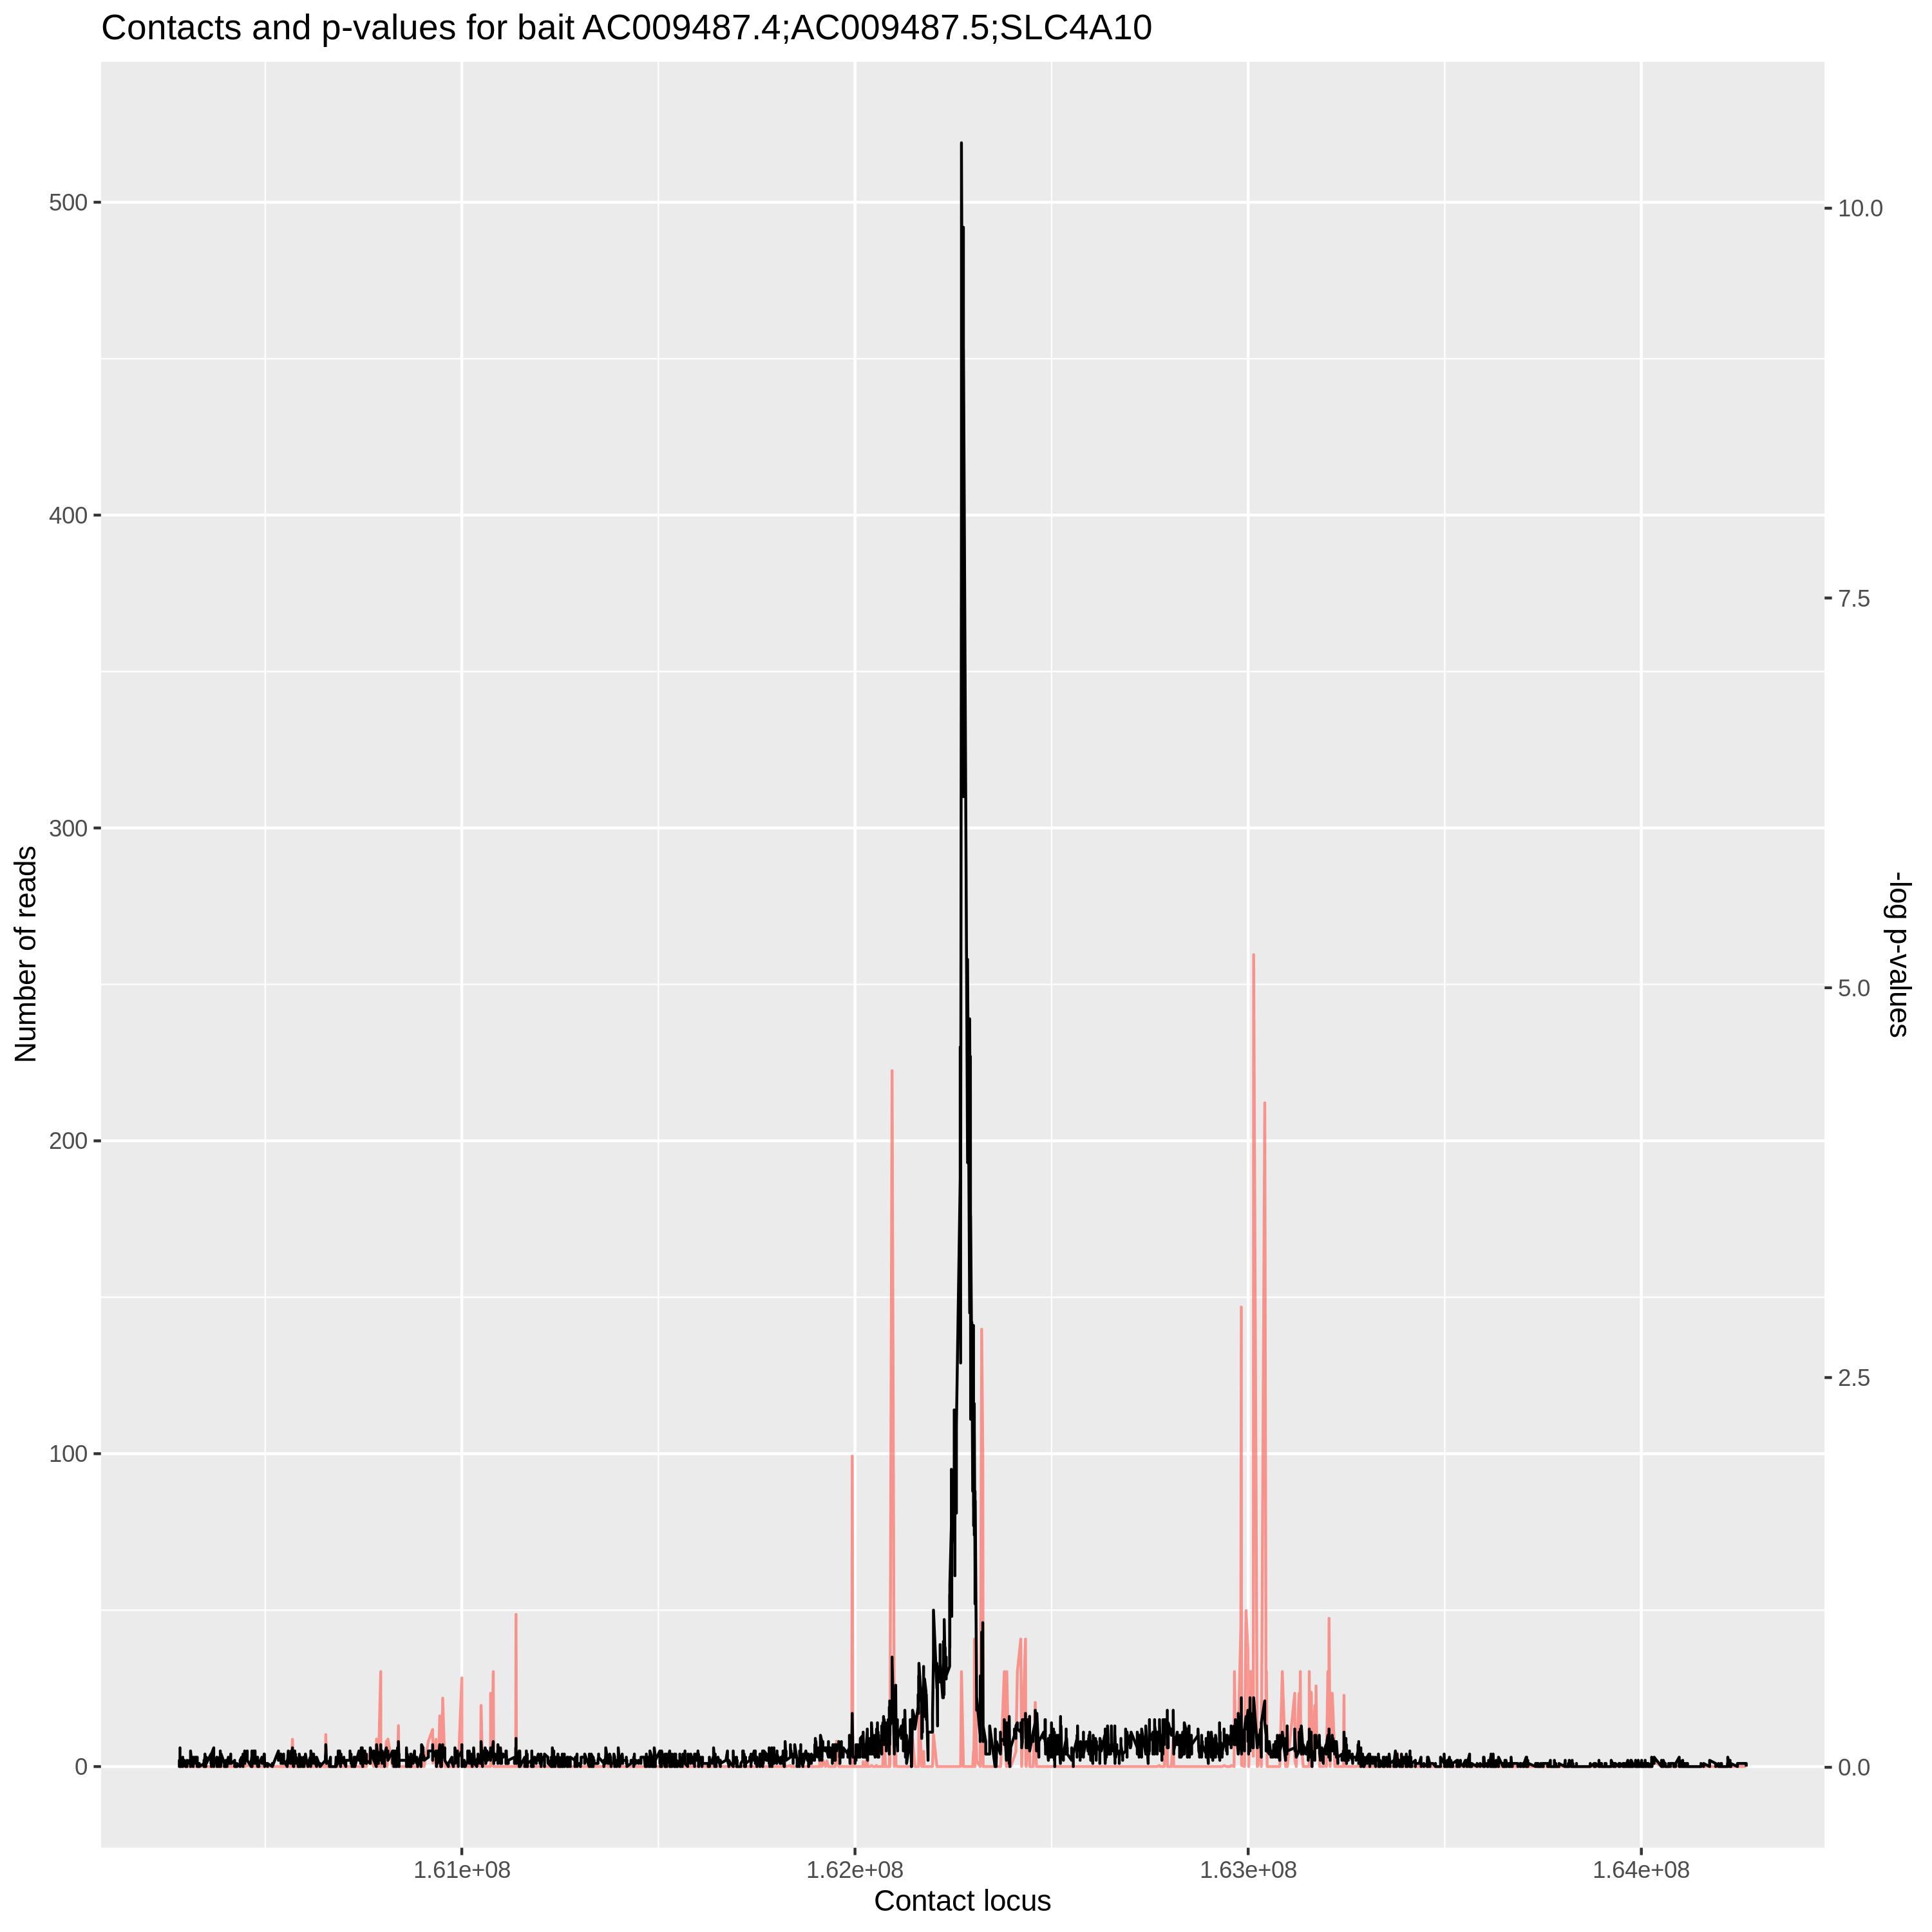 Contacts and p-values for bait AC009487.4;AC009487.5;SLC4A10
500
400
300
200
100
0
Number of reads
10.0
7.5
5.0
2.5
0.0
-log p-values
1.61e+08
1.62e+08
1.63e+08
1.64e+08
Contact locus